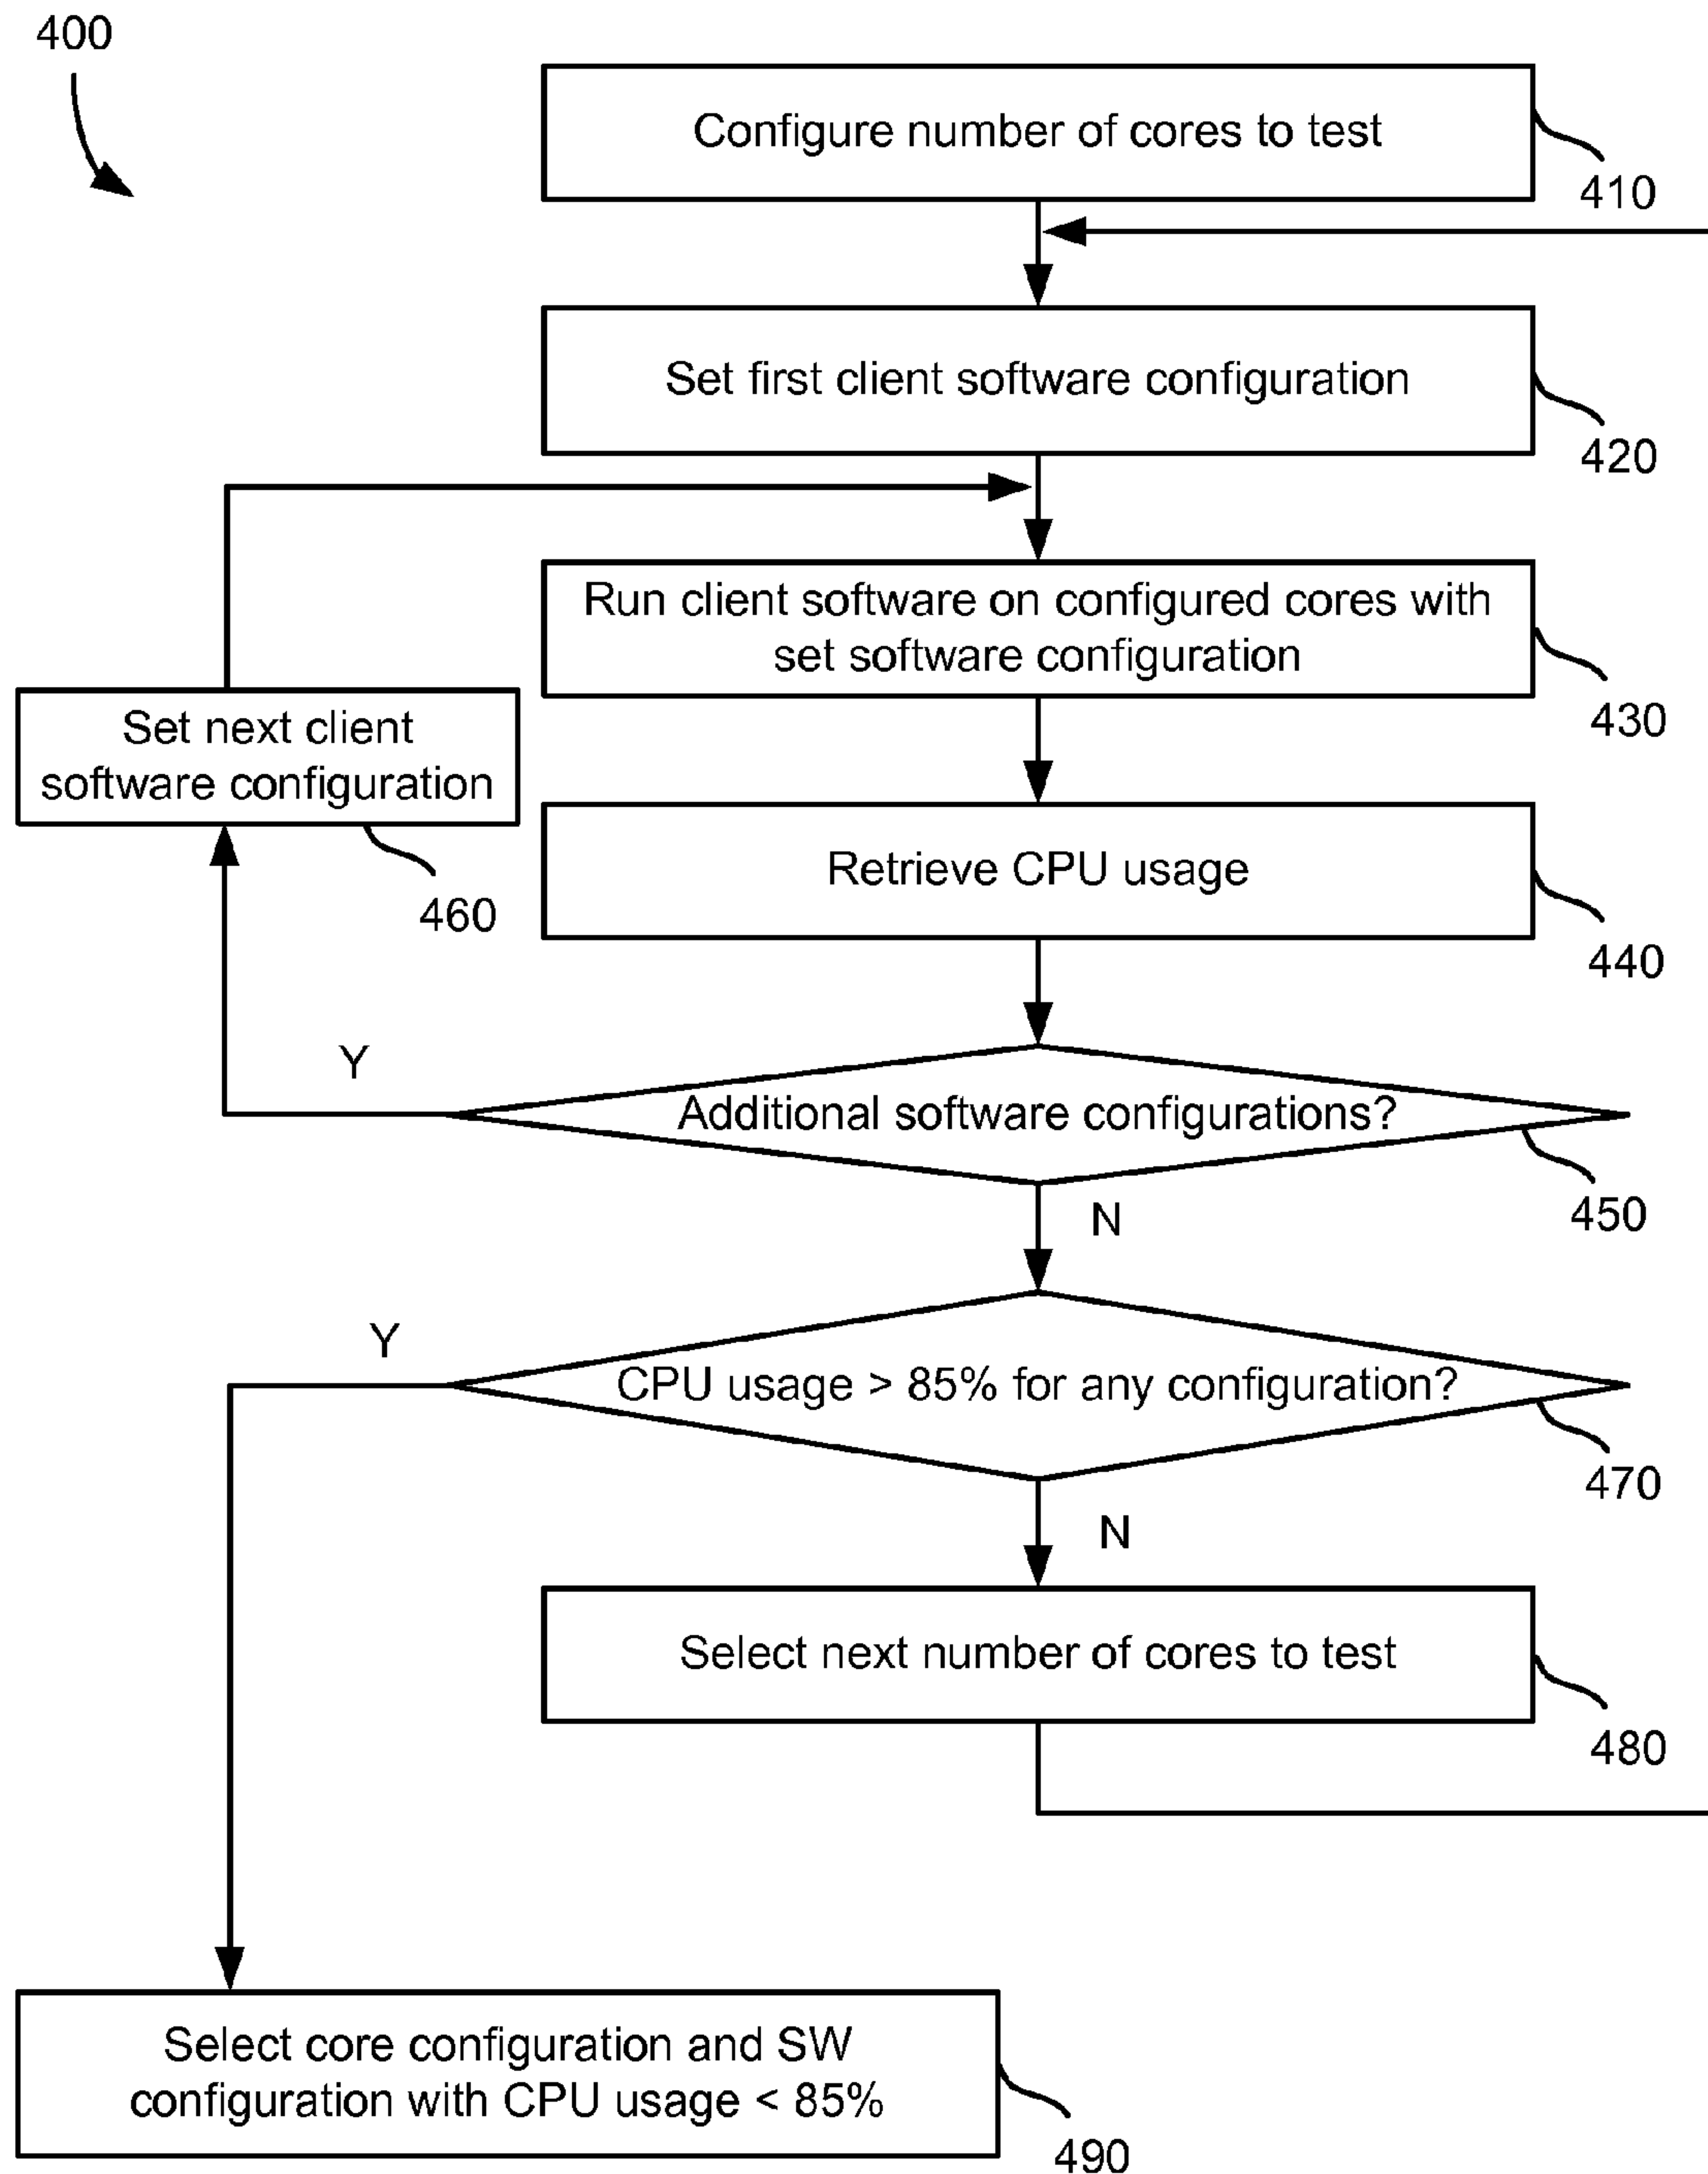 400
Configure number of cores to test
410
Set first client software configuration
420
Run client software on configured cores with
set software configuration
430
Set next client
software configuration
460
Retrieve CPU usage
440
Y
Additional software configurations?
450
N
Y
CPU usage > 85% for any configuration?
470
N
Select next number of cores to test
480
Select core configuration and SW
configuration with CPU usage < 85%
490